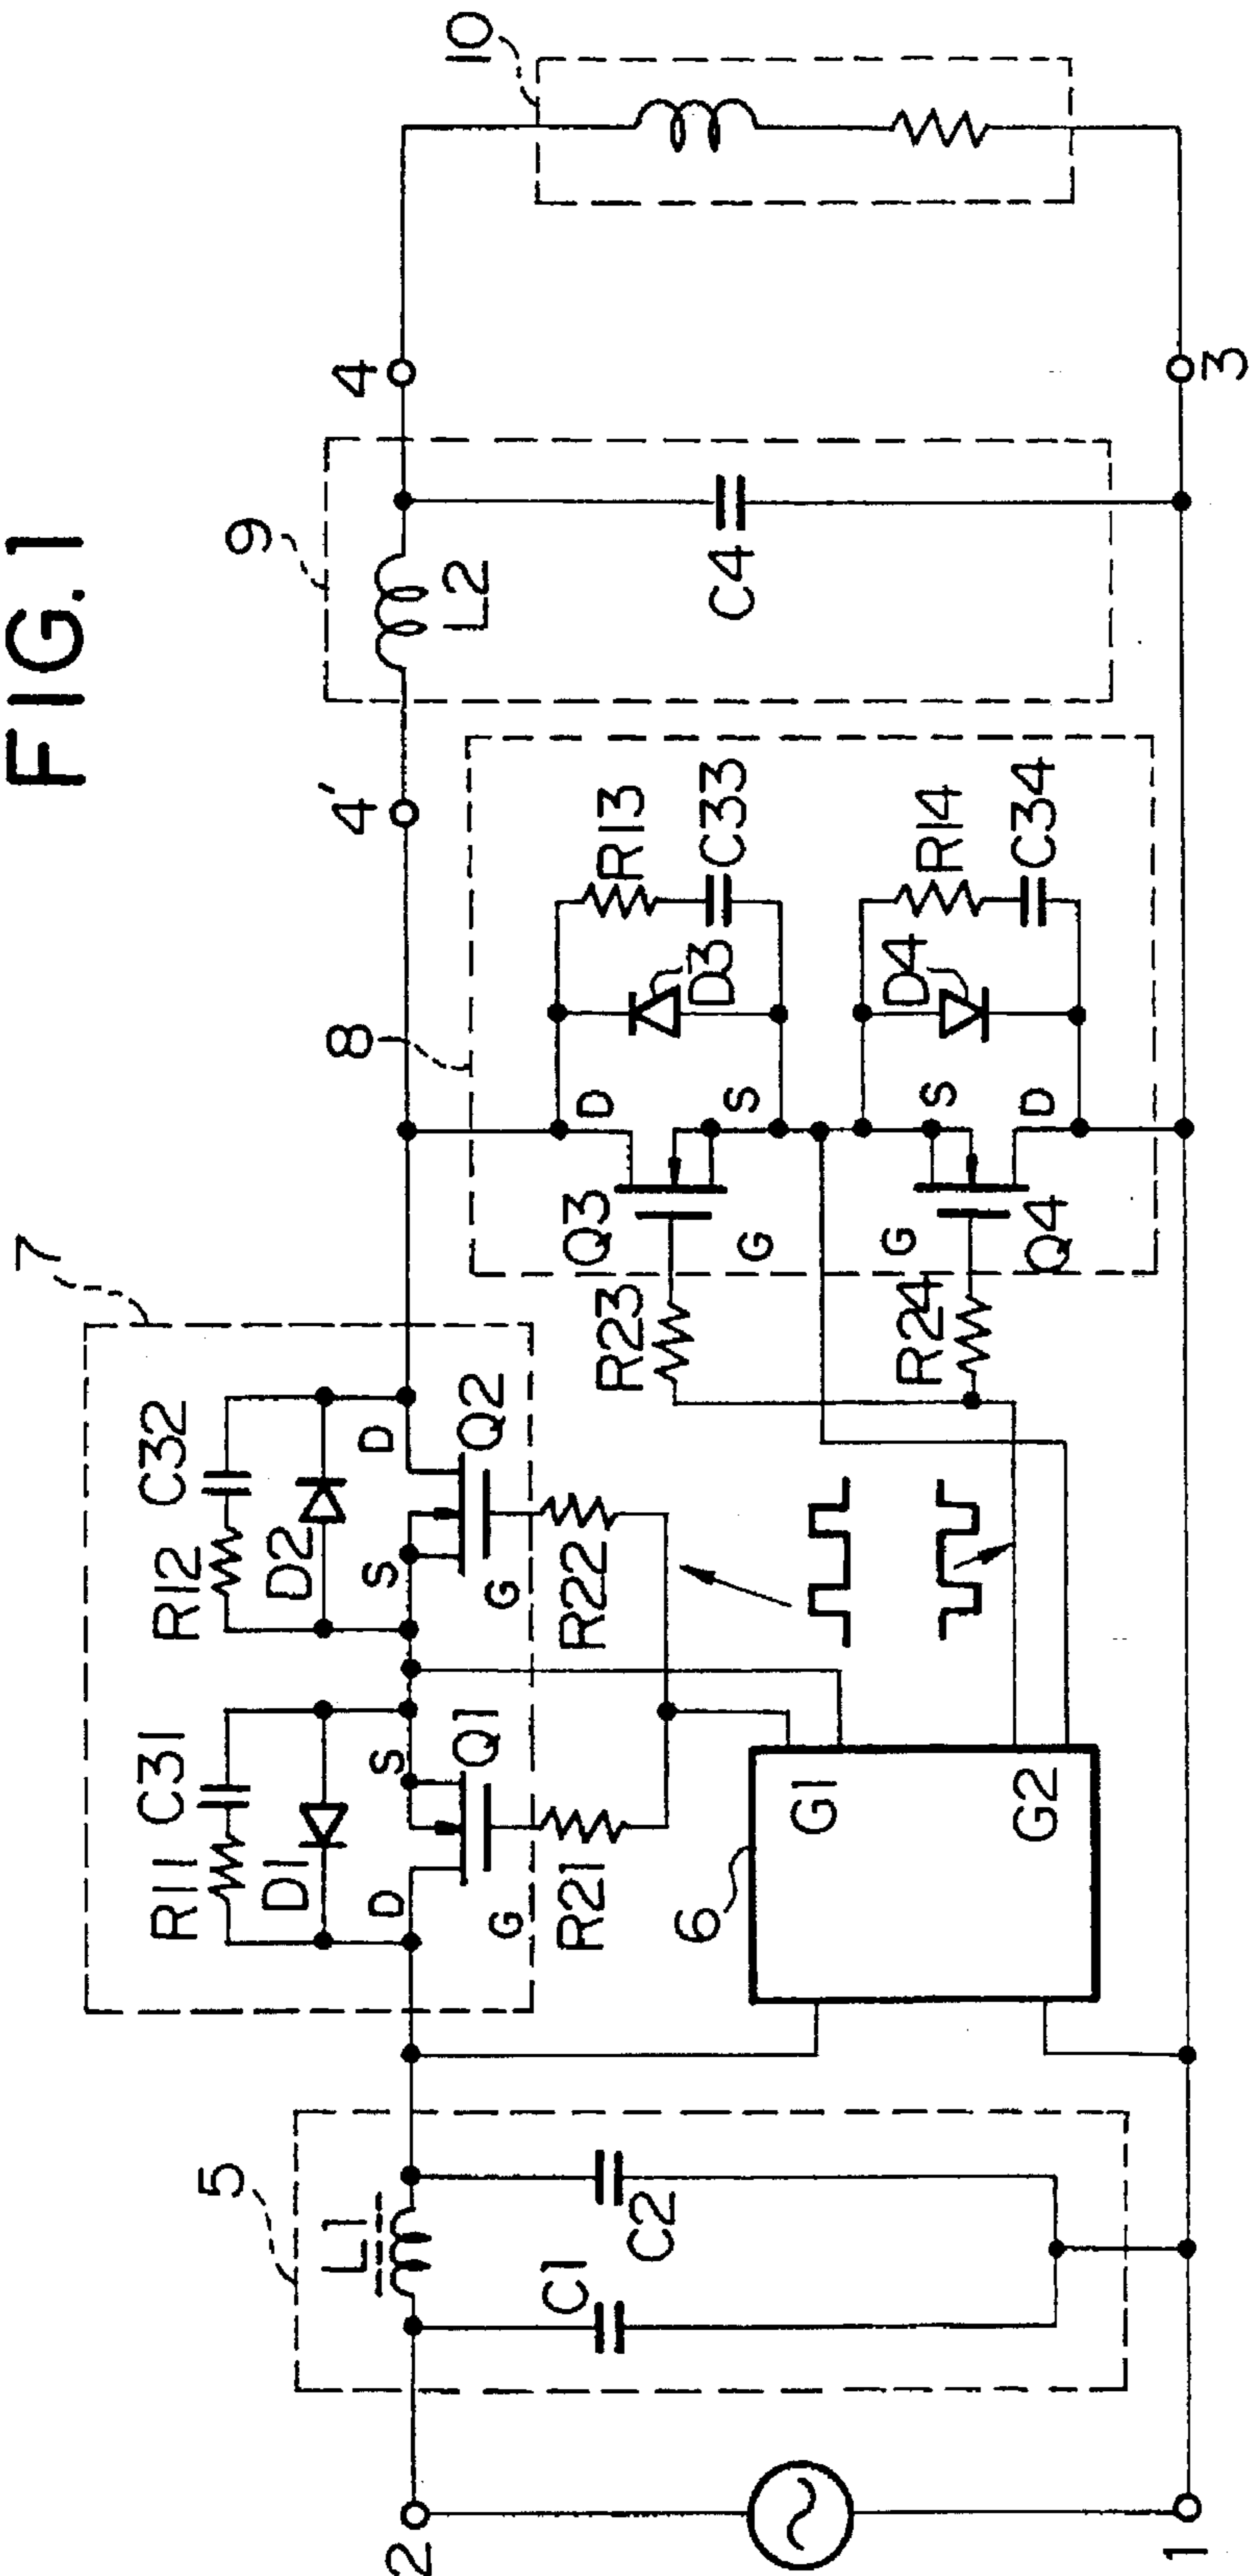 FIG.1
7
R11 C31
R12 C32
D1
D2
D
S
S
D
G
Q1
G
Q2
R21
R22
5
L1
C1
C2
6
G1
G2
8
Q3
D
S
G
R23
D3
R13
C33
G
Q4
S
D
R24
D4
R14
C34
4'
9
L2
C4
4
3
10
2
1